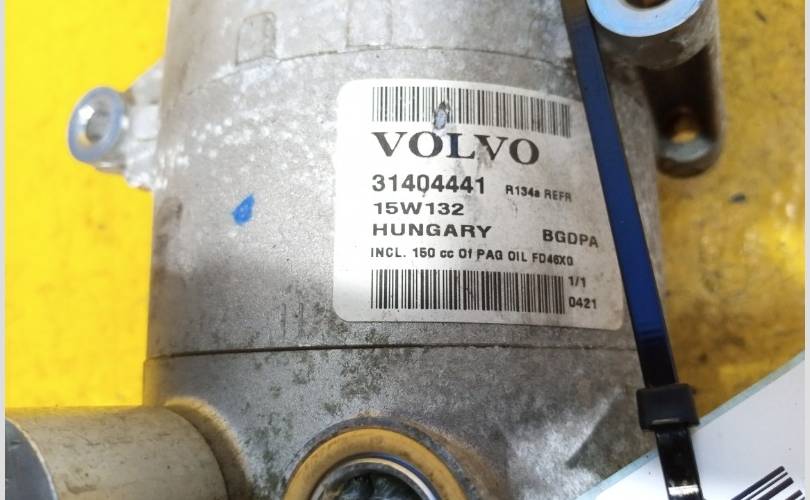 VOLVO
31404441 R134a REFR
15W132
HUNGARY BGDPA
INCL. 150 cc Of PAG OIL FD46XG
1/1
0421